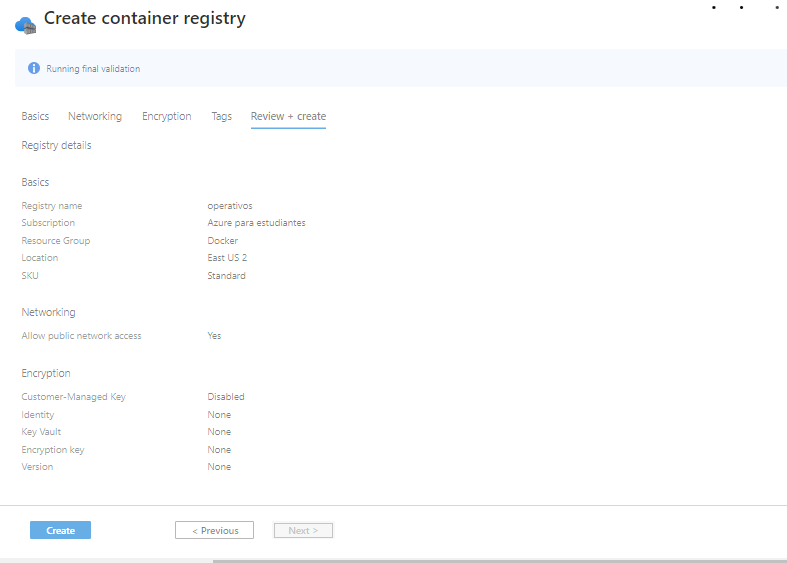 Create container registry
Running final validation
Basics Networking Encryption Tags Review + create
Registry details
Basics
Registry name operativos
Subscription Azure para estudiantes
Resource Group Docker
Location East US 2
SKU Standard
Networking
Allow public network access Yes
Encryption
Customer-Managed Key Disabled
Identity None
Key Vault None
Encryption key None
Version None
Create < Previous Next >